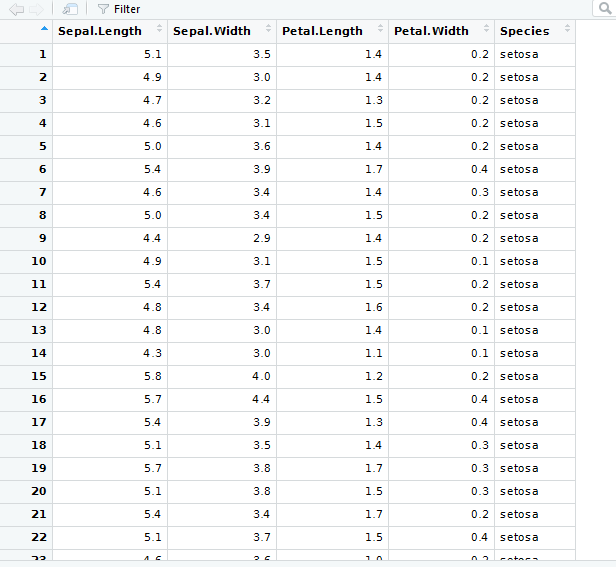 Filter
Sepal.Length Sepal.Width Petal.Length Petal.Width Species
1 5.1 3.5 1.4 0.2 setosa
2 4.9 3.0 1.4 0.2 setosa
3 4.7 3.2 1.3 0.2 setosa
4 4.6 3.1 1.5 0.2 setosa
5 5.0 3.6 1.4 0.2 setosa
6 5.4 3.9 1.7 0.4 setosa
7 4.6 3.4 1.4 0.3 setosa
8 5.0 3.4 1.5 0.2 setosa
9 4.4 2.9 1.4 0.2 setosa
10 4.9 3.1 1.5 0.1 setosa
11 5.4 3.7 1.5 0.2 setosa
12 4.8 3.4 1.6 0.2 setosa
13 4.8 3.0 1.4 0.1 setosa
14 4.3 3.0 1.1 0.1 setosa
15 5.8 4.0 1.2 0.2 setosa
16 5.7 4.4 1.5 0.4 setosa
17 5.4 3.9 1.3 0.4 setosa
18 5.1 3.5 1.4 0.3 setosa
19 5.7 3.8 1.7 0.3 setosa
20 5.1 3.8 1.5 0.3 setosa
21 5.4 3.4 1.7 0.2 setosa
22 5.1 3.7 1.5 0.4 setosa
23 4.6 3.6 1.0 0.2 setosa